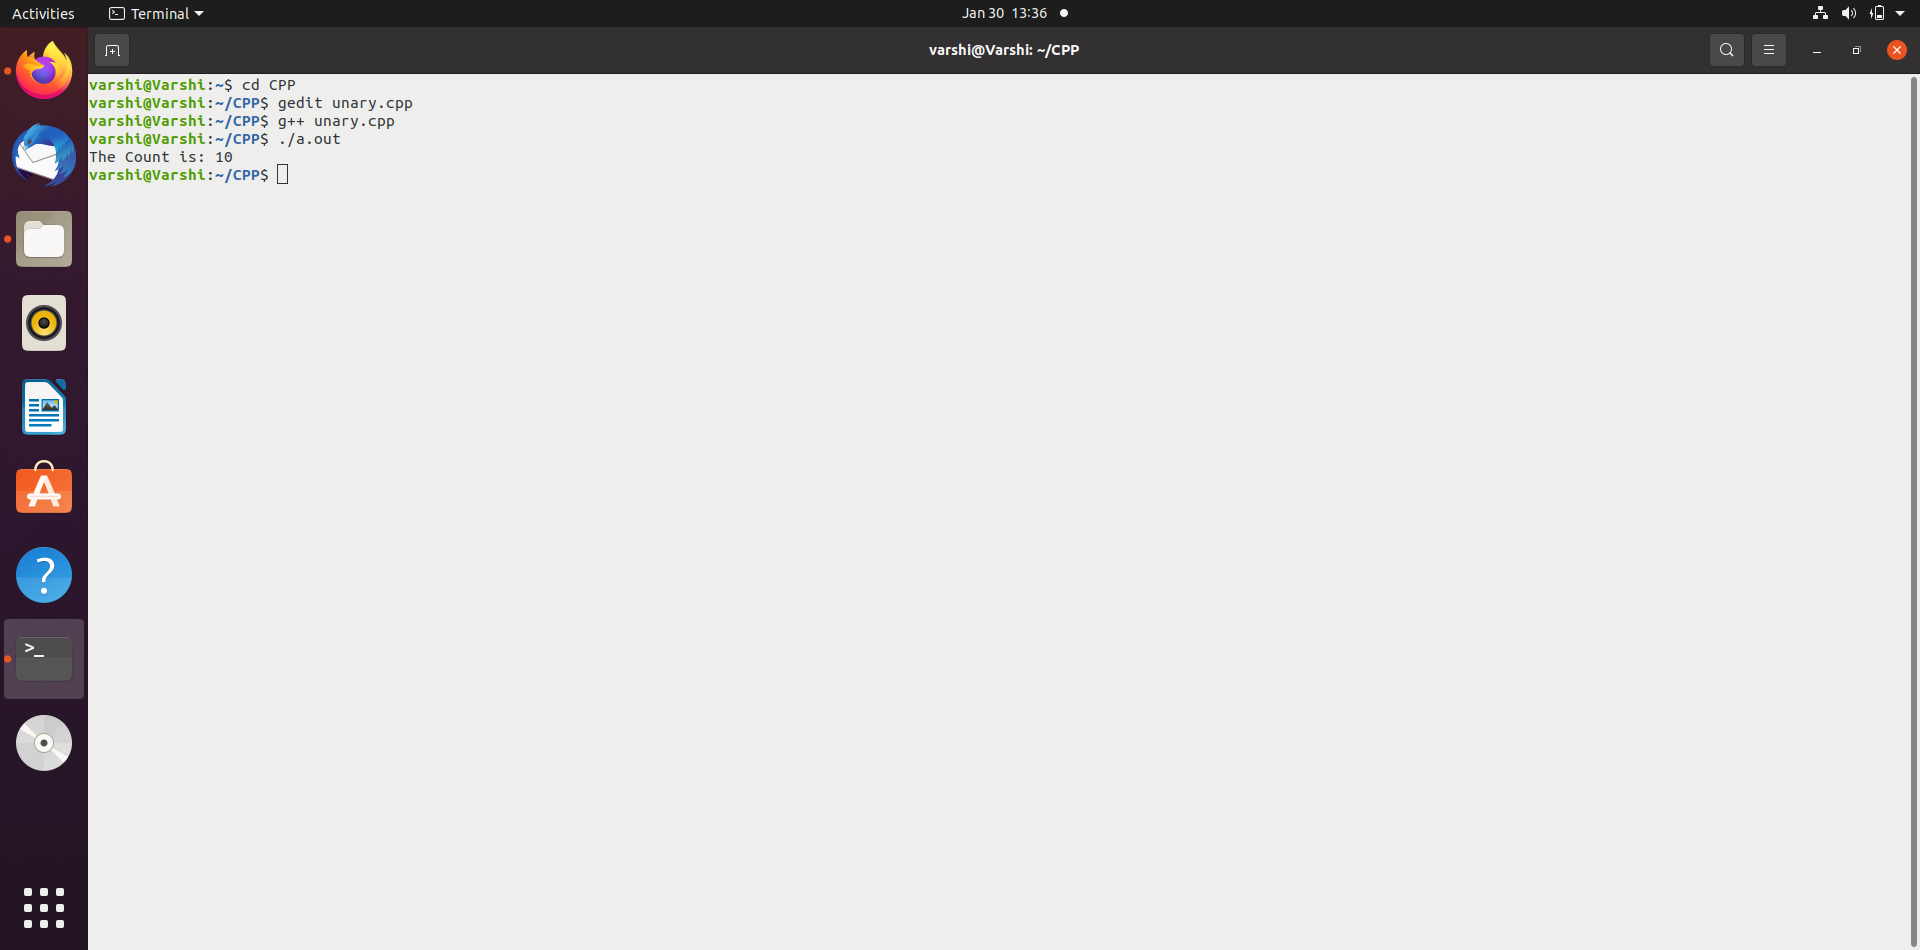 Activities
Terminal
Jan 30 13:36
varshi@Varshi: ~/CPP
varshi@Varshi:~$ cd CPP
varshi@Varshi:~/CPP$ gedit unary.cpp
varshi@Varshi:~/CPP$ g++ unary.cpp
varshi@Varshi:~/CPP$ ./a.out
The Count is: 10
varshi@Varshi:~/CPP$